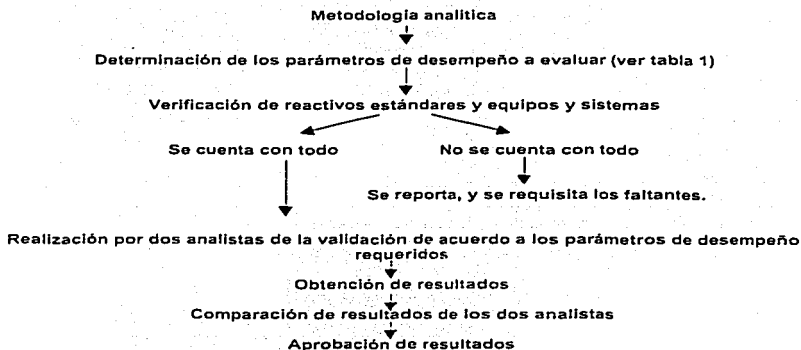 Metodologia analitica
Determinación de los parámetros de desempeño a evaluar (ver tabla 1)
Verificación de reactivos estándares y equipos y sistemas
Se cuenta con todo
No se cuenta con todo
Se reporta, y se requisita los faltantes.
Realización por dos analistas de la validación de acuerdo a los parámetros de desempeño
requeridos
Obtención de resultados
Comparación de resultados de los dos analistas
Aprobación de resultados